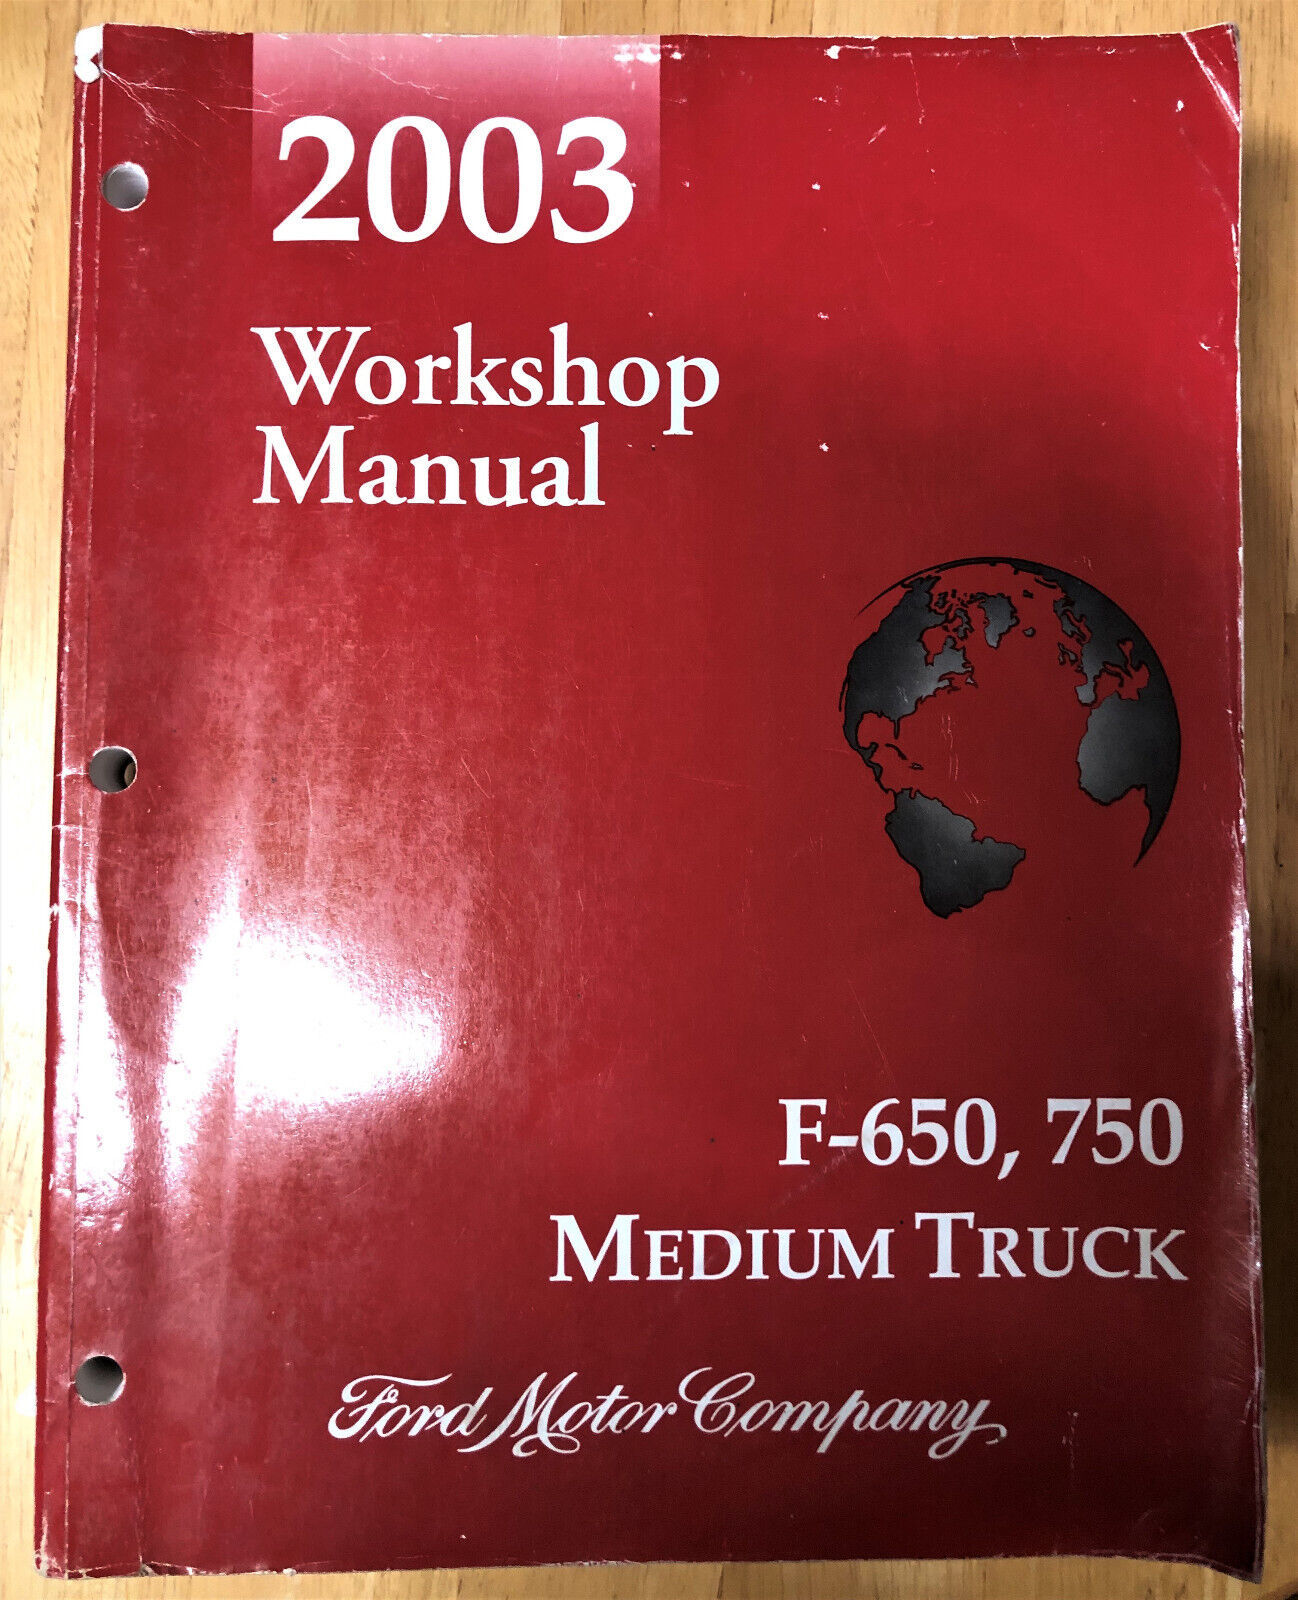 2003
Workshop
Manual
F-650, 750
MEDIUM TRUCK
Ford Motor Company